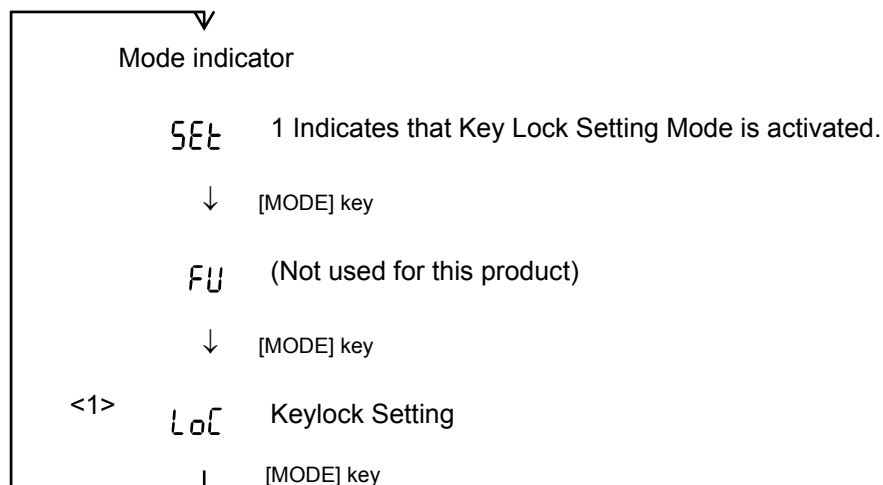 Mode indicator
SEt 1 Indicates that Key Lock Setting Mode is activated.
↓ [MODE] key
FU (Not used for this product)
↓ [MODE] key
<1> LoC Keylock Setting
[MODE] key